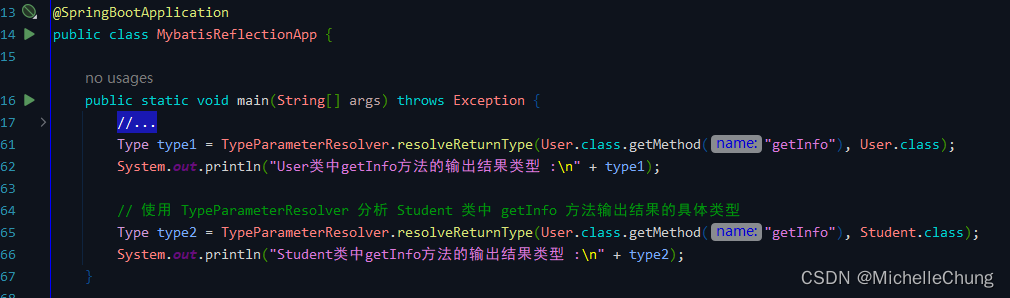 13 @SpringBootApplication
14 public class MybatisReflectionApp {
15
no usages
16 public static void main(String[] args) throws Exception {
17 //...
61 Type type1 = TypeParameterResolver.resolveReturnType(User.class.getMethod( name: "getInfo"), User.class);
62 System.out.println("User类中getInfo方法的输出结果类型 :\n" + type1);
63
64 // 使用 TypeParameterResolver 分析 Student 类中 getInfo 方法输出结果的具体类型
65 Type type2 = TypeParameterResolver.resolveReturnType(User.class.getMethod( name: "getInfo"), Student.class);
66 System.out.println("Student类中getInfo方法的输出结果类型 :\n" + type2);
67 }
68
CSDN @MichelleChung